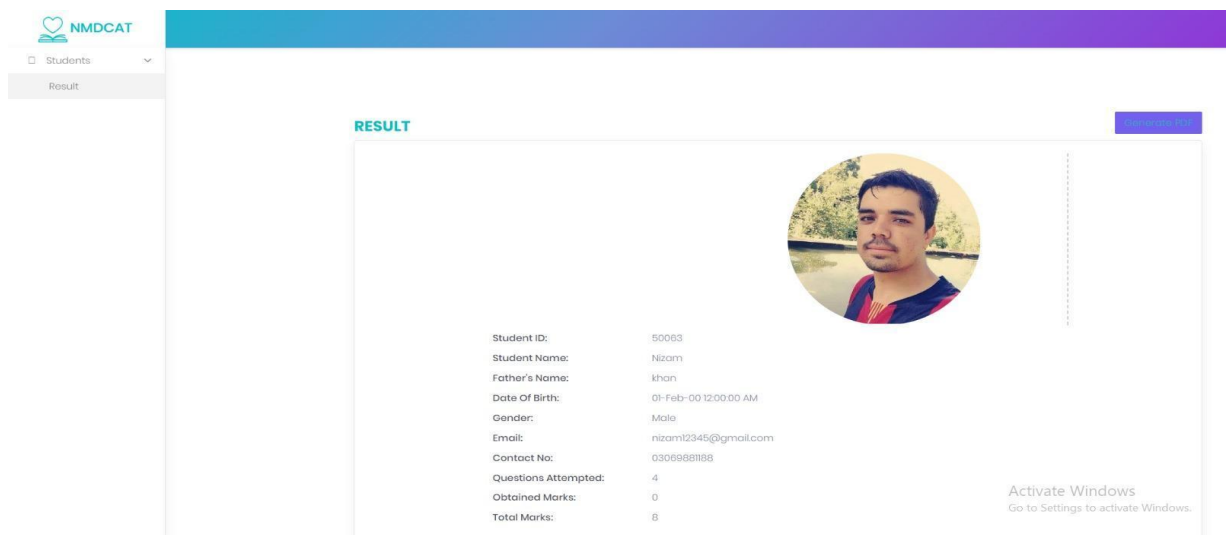 NMDCAT
Students
Result
RESULT
Generate PDF
Student ID: 50063
Student Name: Nizam
Father's Name: khan
Date Of Birth: 01-Feb-00 12:00:00 AM
Gender: Male
Email: nizam12345@gmail.com
Contact No: 03069881188
Questions Attempted: 4
Obtained Marks: 0
Total Marks: 8
Activate Windows
Go to Settings to activate Windows.